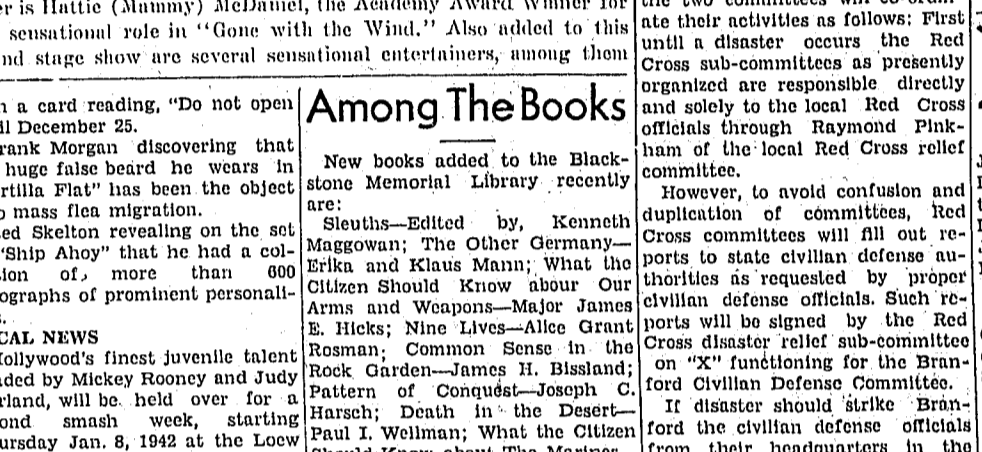 er is Hattie (Mammy) McDaniel, the Academy Award Winner for
sensational role in "Gone with the Wind." Also added to this
nd stage show are several sensational entertainers, among them
n a card reading, "Do not open
il December 25.
rank Morgan discovering that
huge false beard he wears in
rtilla Flat" has been the object
o mass flea migration.
ed Skelton revealing on the set
"Ship Ahoy" that he had a col-
ion of, more than 600
ographs of prominent personali-
s.
CAL NEWS
Hollywood's finest juvenile talent
aded by Mickey Rooney and Judy
rland, will be held over for a
ond smash week, starting
ursday Jan. 8, 1942 at the Loew
Among The Books
New books added to the Black-
stone Memorial Library recently
are:
Sleuths—Edited by, Kenneth
Maggowan; The Other Germany—
Erika and Klaus Mann; What the
Citizen Should Know abour Our
Arms and Weapons—Major James
E. Hicks; Nine Lives—Alice Grant
Rosman; Common Sense in the
Rock Garden—James H. Bissland;
Pattern of Conquest—Joseph C.
Harsch; Death in the Desert—
Paul I. Wellman; What the Citizen
Should Know about The Marines
ate their activities as follows: First
until a disaster occurs the Red
Cross sub-committees as presently
organized are responsible directly
and solely to the local Red Cross
officials through Raymond Pink-
ham of the local Red Cross relief
committee.
However, to avoid confusion and
duplication of committees, Red
Cross committees will fill out re-
ports to state civilian defense au-
thorities as requested by proper
civilian defense officials. Such re-
ports will be signed by the Red
Cross disaster relief sub-committee
on "X" functioning for the Bran-
ford Civilian Defense Committee.
If disaster should strike Bran-
ford the civilian defense officials
from their headquarters in the